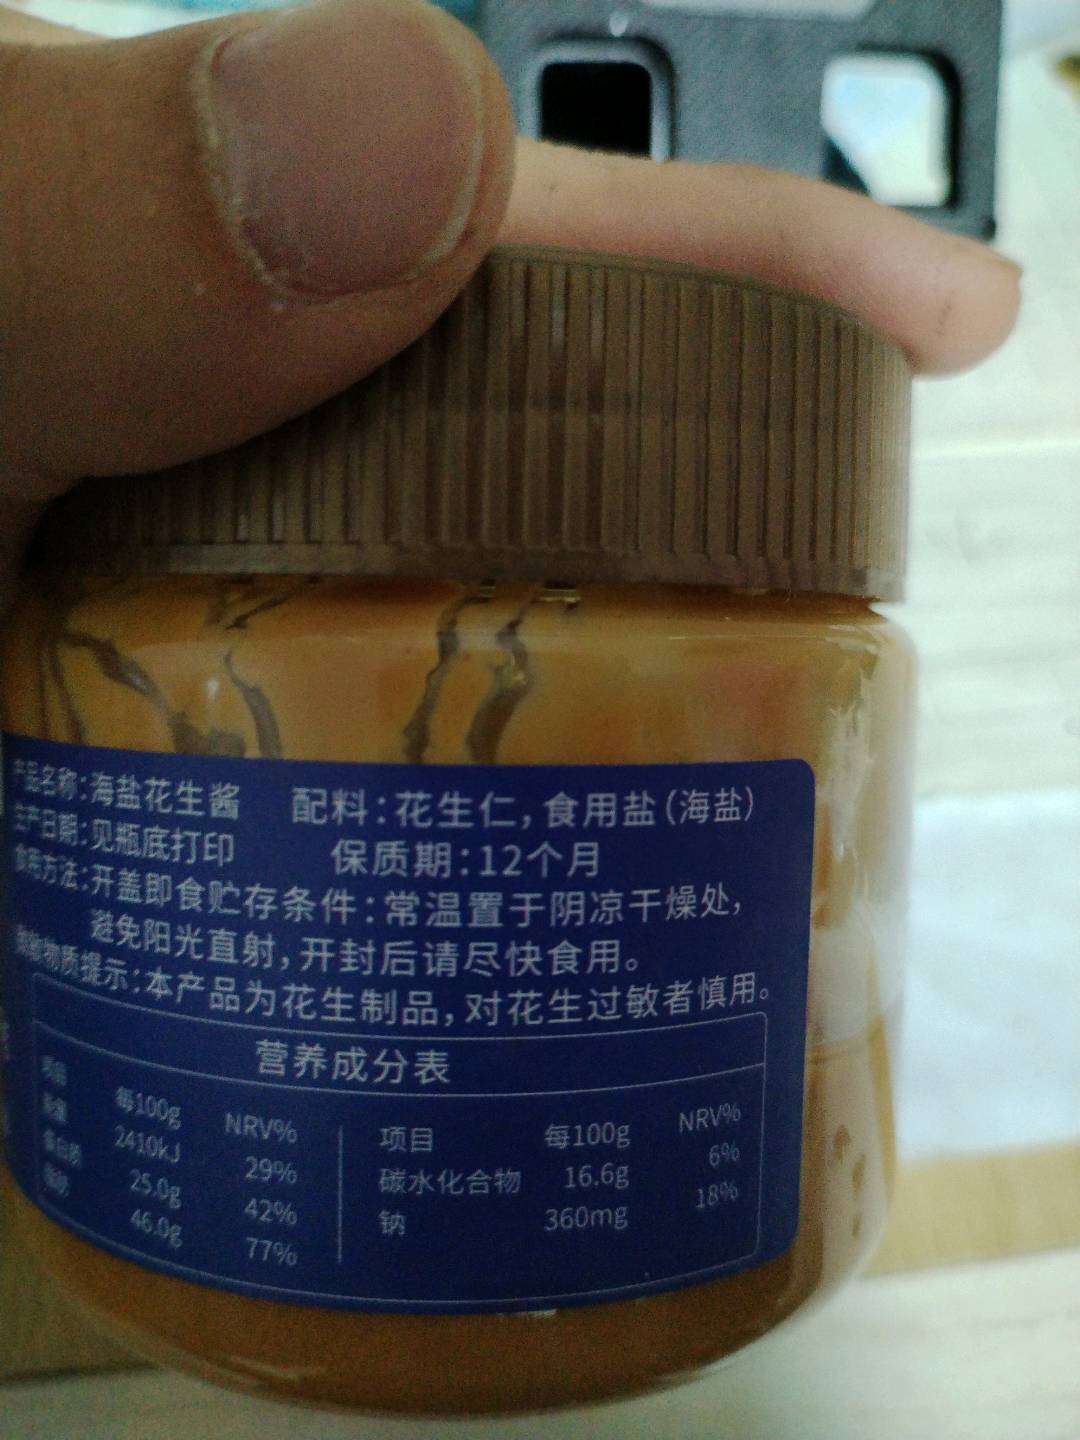 产品名称:海盐花生酱 配料:花生仁,食用盐(海盐)
生产日期:见瓶底打印 保质期:12个月
食用方法:开盖即食贮存条件:常温置于阴凉干燥处,
避免阳光直射,开封后请尽快食用。
物质提示:本产品为花生制品,对花生过敏者慎用。
营养成分表
项目 每100g NRV% 项目 每100g NRV%
能量 2410kJ 29% 碳水化合物 16.6g 6%
蛋白质 25.0g 42% 钠 360mg 18%
脂肪 46.0g 77%